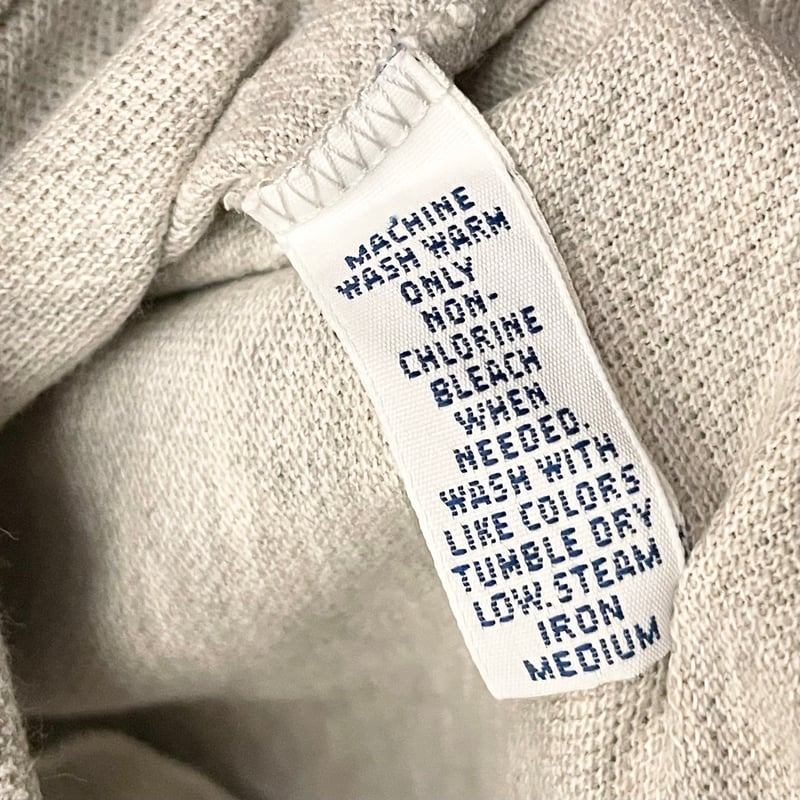 MACHINE
WASH WARM
ONLY
NON-
CHLORINE
BLEACH
WHEN
NEEDED.
WASH WITH
LIKE COLORS
TUMBLE DRY
LOW.STEAM
IRON
MEDIUM